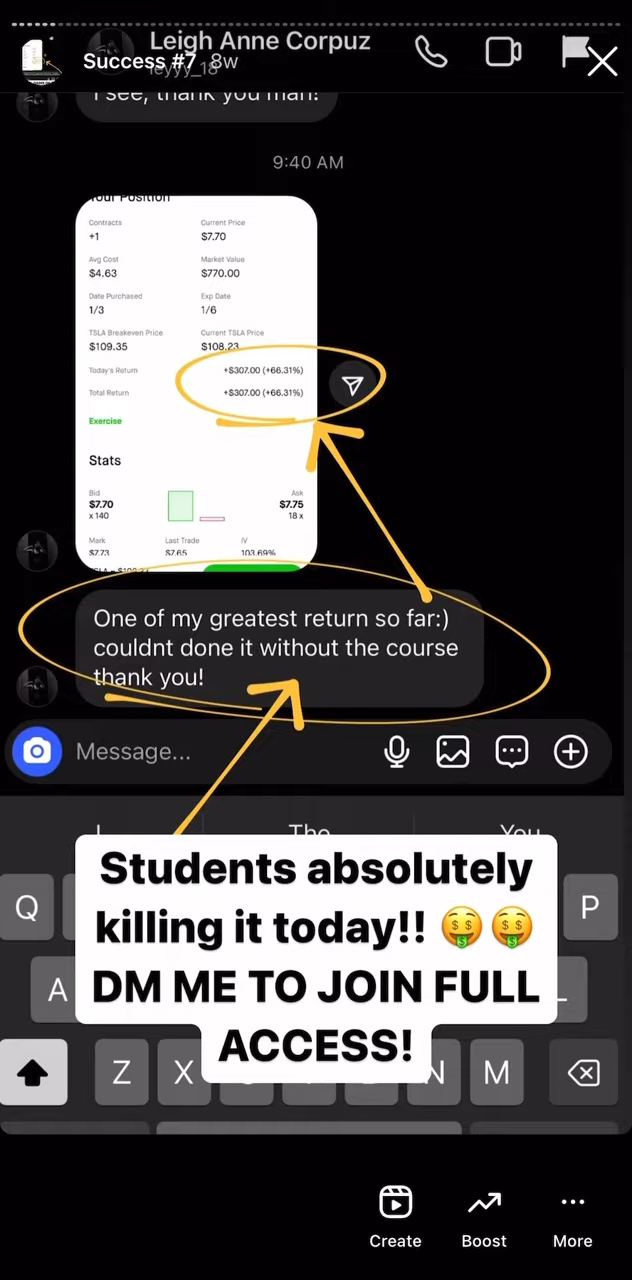 Leigh Anne Corpuz
Success #7 8w
leyyy_18
I see, thank you man!
9:40 AM
Your Position
Contracts
Current Price
+1
$7.70
Avg Cost
Market Value
$4.63
$770.00
Date Purchased
Exp Date
1/3
1/6
TSLA Breakeven Price
Current TSLA Price
$109.35
$108.23
Today's Return
+$307.00 (+66.31%)
Total Return
+$307.00 (+66.31%)
Exercise
Stats
Bid
Ask
$7.70
$7.75
x 140
18 x
Mark
Last Trade
IV
$7.73
$7.65
103.69%
One of my greatest return so far:)
couldnt done it without the course
thank you!
Message...
I
The
You
Q
P
Students absolutely
killing it today!! 🤑🤑
A
DM ME TO JOIN FULL
ACCESS!
Z
X
N
M
Create
Boost
More